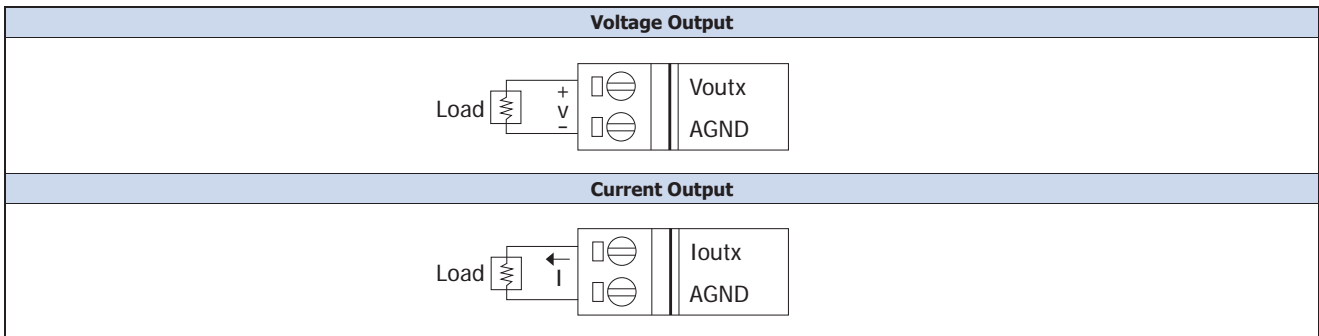 Voltage Output
Load
+
V
−
Voutx
AGND
Current Output
Load
I
Ioutx
AGND